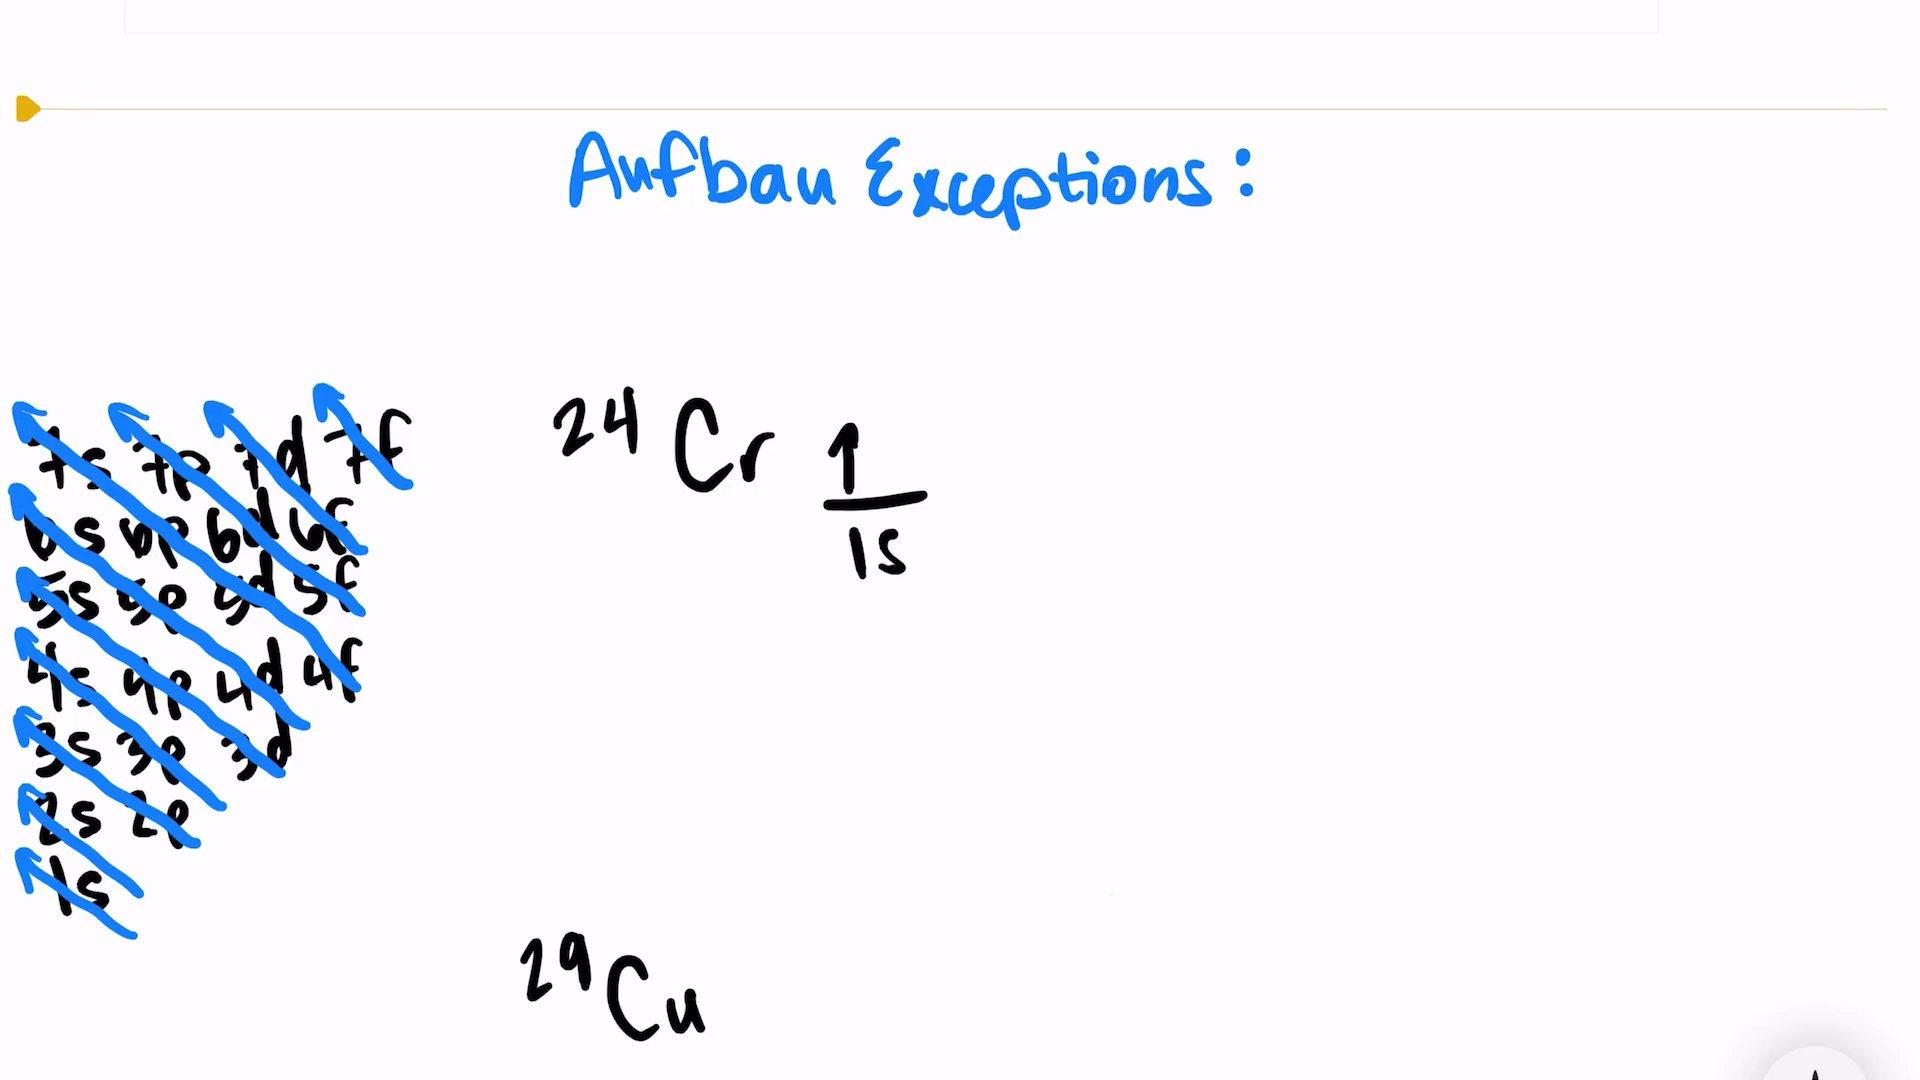 Aufbau Exceptions:
7s 7p 7d 7f
6s 6p 6d 6f
5s 5p 5d 5f
4s 4p 4d 4f
3s 3p 3d
2s 2p
1s
24 Cr ↑
1s
29 Cu